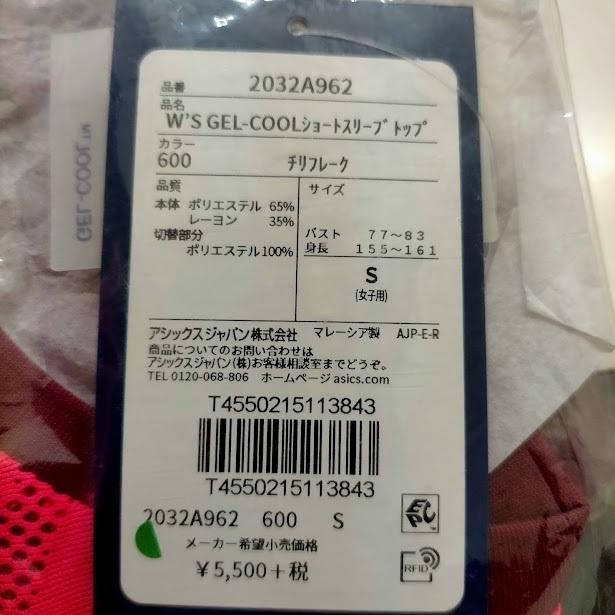 品番 2032A962
品名
W'S GEL-COOLショートスリーブトップ
カラー
600 チリフレーク
品質
本体 ポリエステル 65%
レーヨン 35%
切替部分
ポリエステル100%
サイズ
バスト 77～83
身長 155～161
S
(女子用)
アシックスジャパン株式会社 マレーシア製 AJP-E-R
商品についてのお問い合わせは
アシックスジャパン(株)お客様相談室までどうぞ。
TEL 0120-068-806 ホームページ asics.com
T4550215113843
T4550215113843
2032A962 600 S
メーカー希望小売価格
¥5,500+税
EPC
RFID
GEL-COOL™